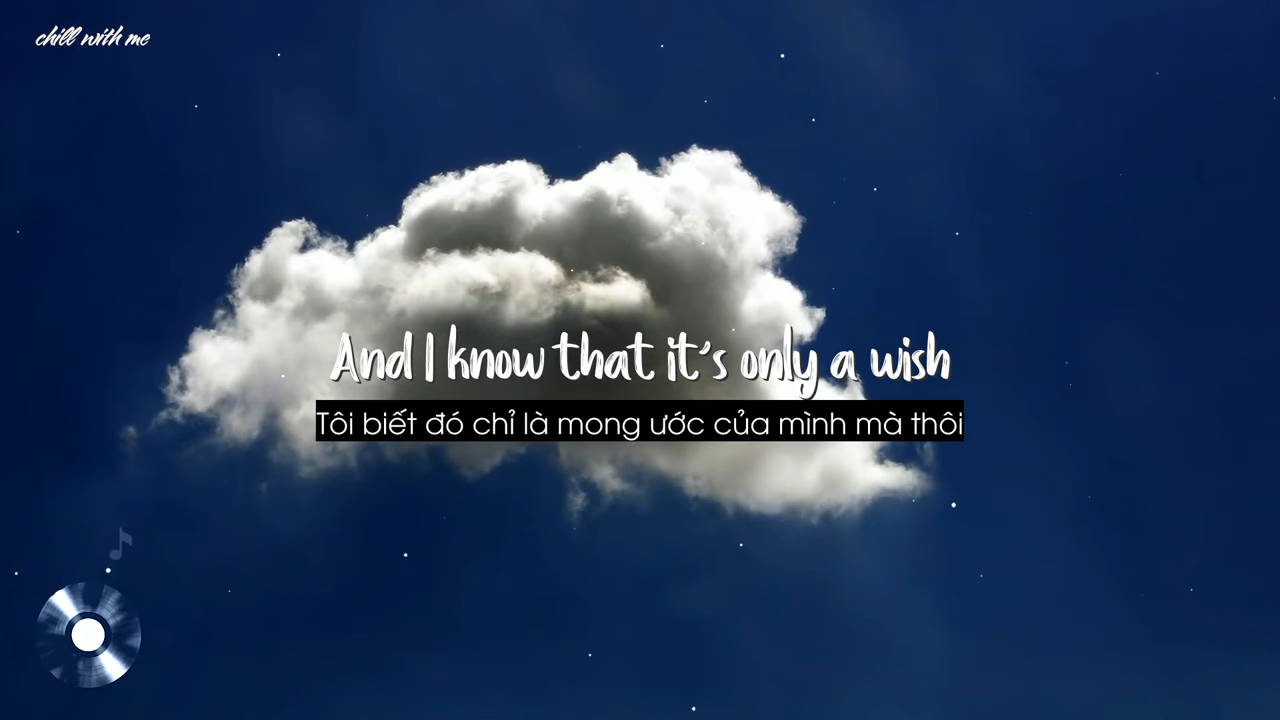 chill with me
And I know that it's only a wish
Tôi biết đó chỉ là mong ước của mình mà thôi